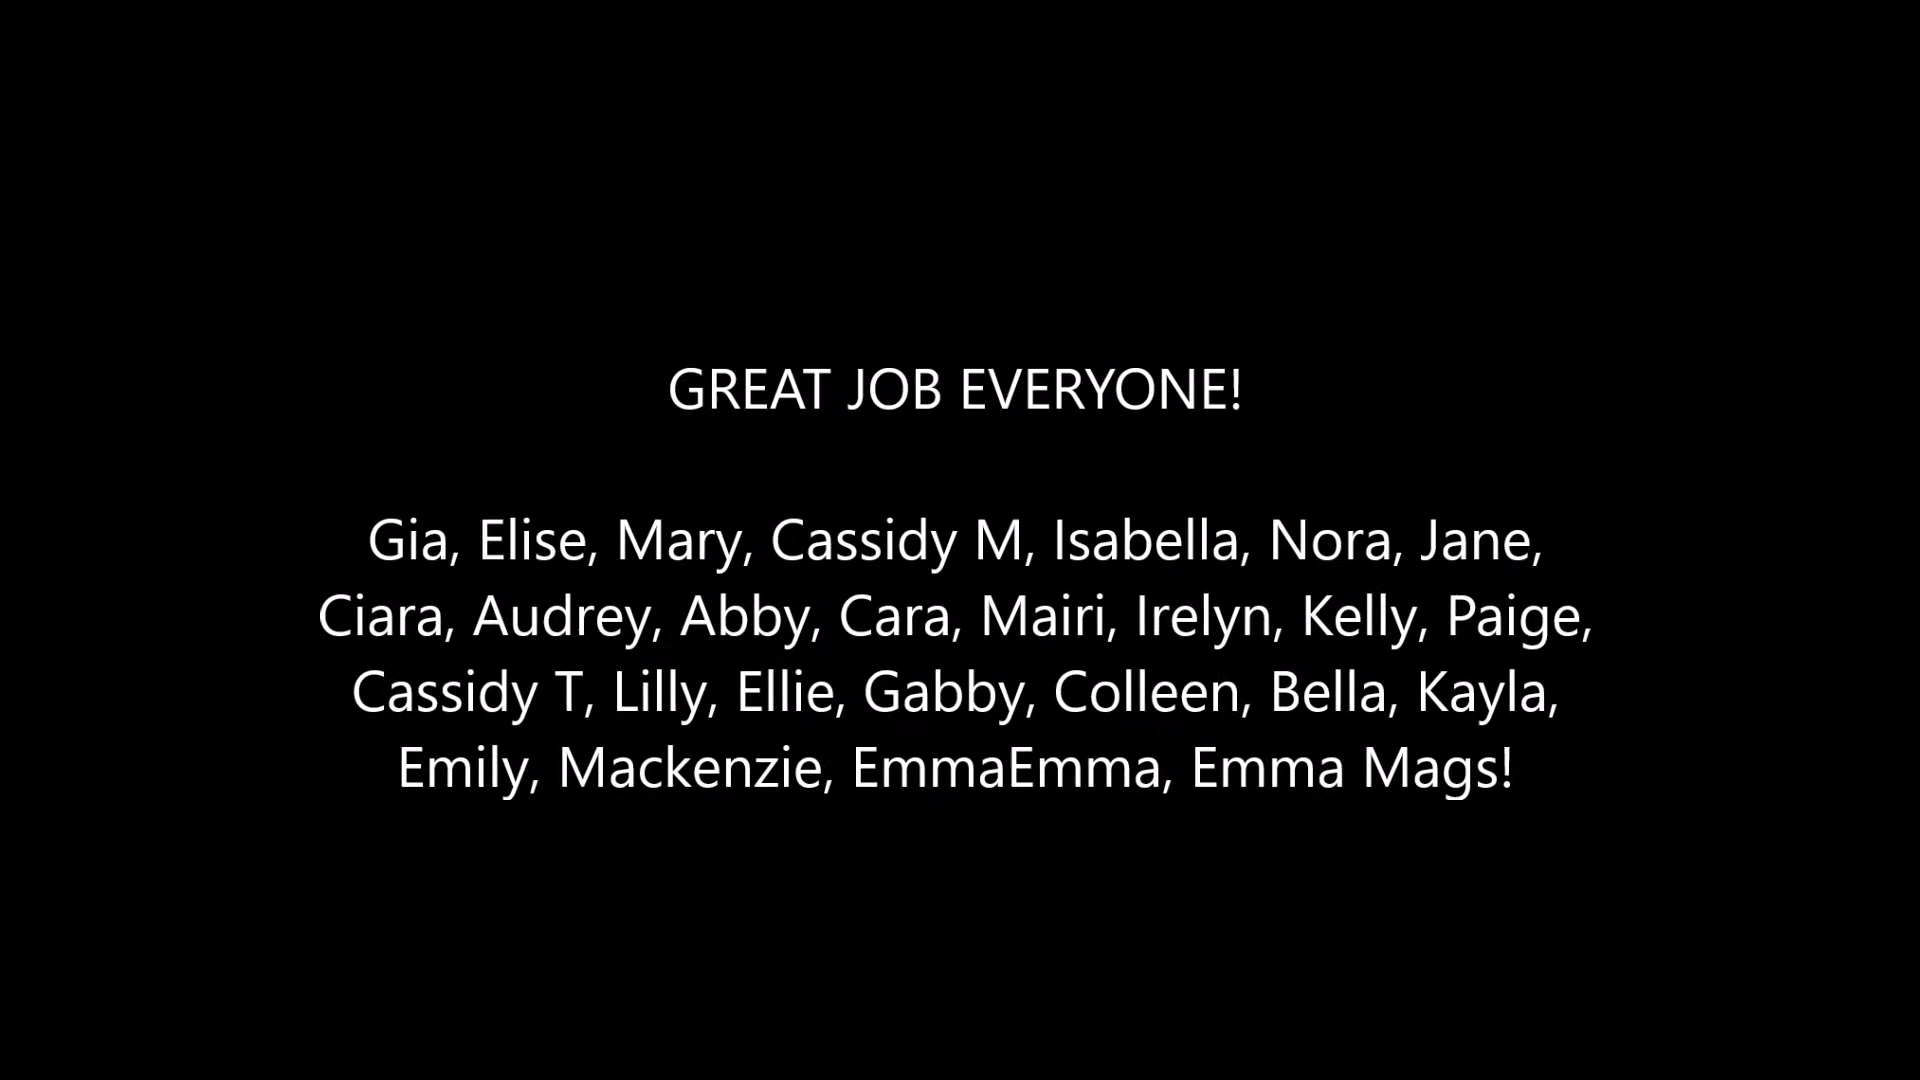 GREAT JOB EVERYONE!
Gia, Elise, Mary, Cassidy M, Isabella, Nora, Jane,
Ciara, Audrey, Abby, Cara, Mairi, Irelyn, Kelly, Paige,
Cassidy T, Lilly, Ellie, Gabby, Colleen, Bella, Kayla,
Emily, Mackenzie, EmmaEmma, Emma Mags!